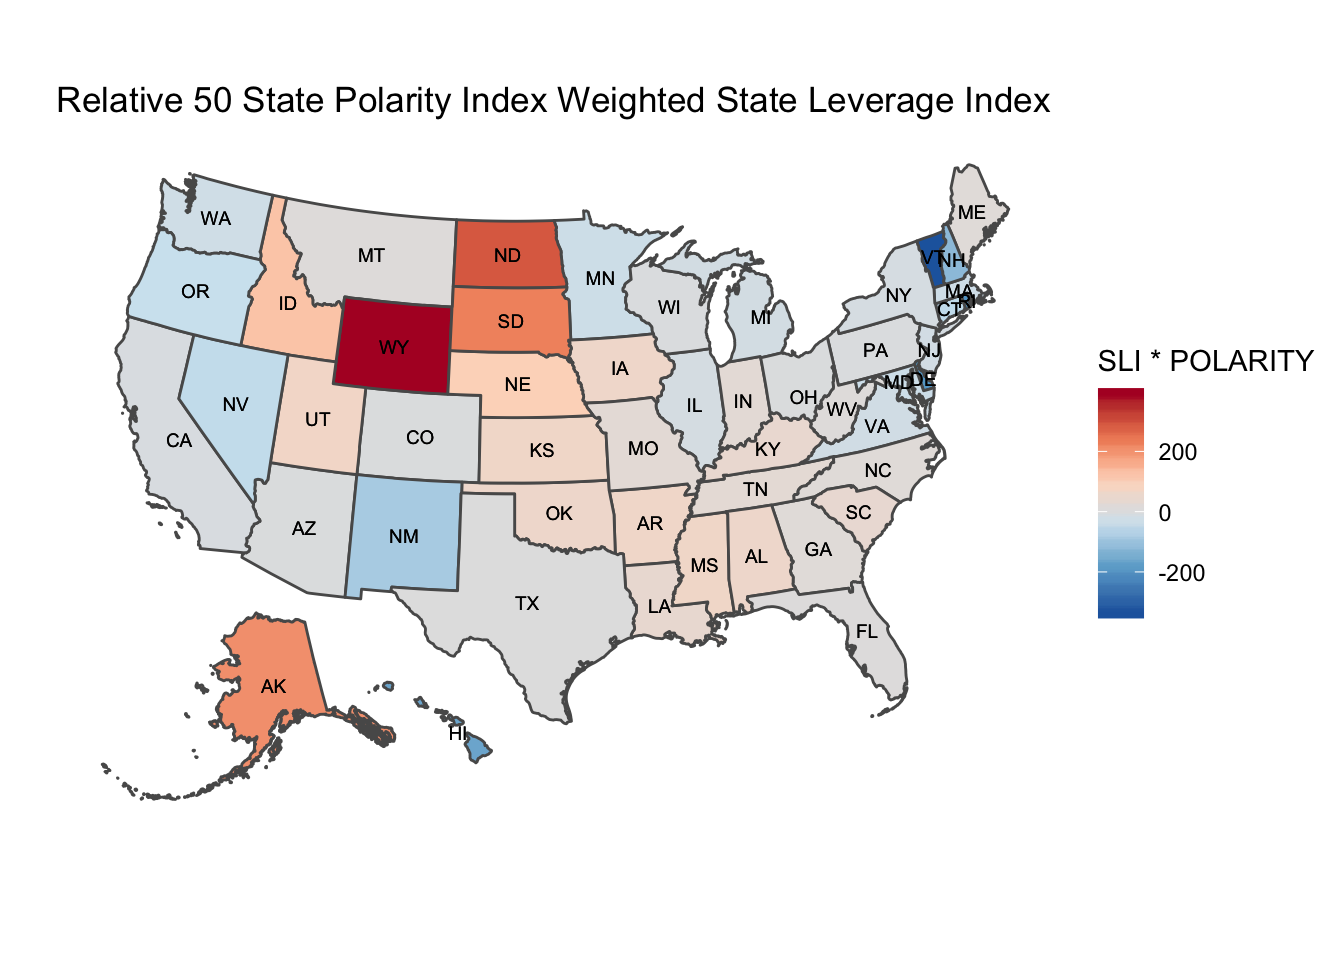 Relative 50 State Polarity Index Weighted State Leverage Index
WA
ME
MT
ND
VT
NH
OR
MN
MA
ID
NY
RI
WI
CT
SD
MI
WY
PA
NJ
IA
NE
MD
DE
OH
NV
IL
IN
WV
UT
VA
CO
CA
KS
MO
KY
NC
TN
OK
SC
AZ
AR
NM
GA
MS
AL
TX
LA
FL
AK
HI
SLI * POLARITY
200
0
-200